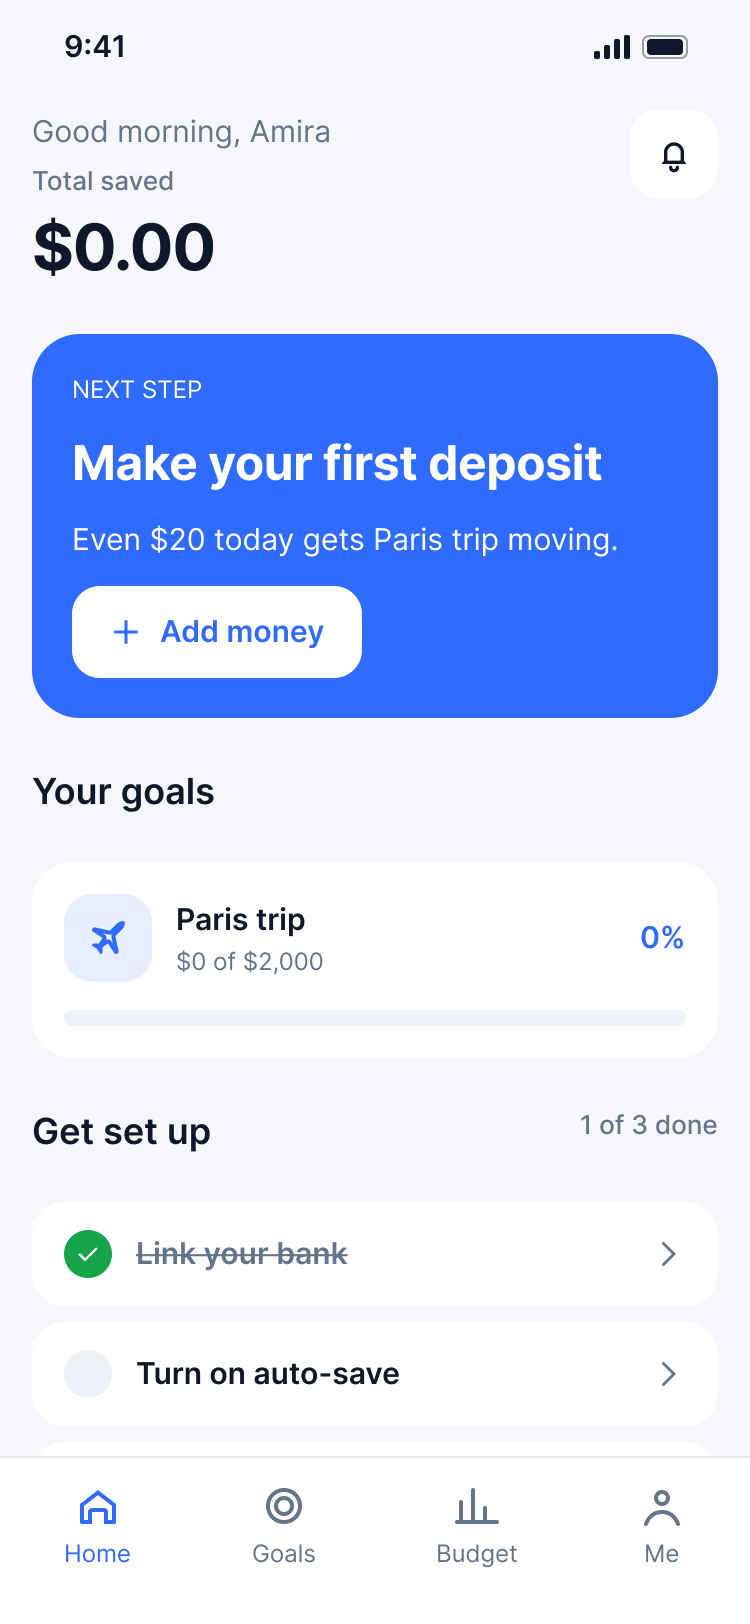 9:41
Good morning, Amira
Total saved
$0.00
NEXT STEP
Make your first deposit
Even $20 today gets Paris trip moving.
Add money
Your goals
Paris trip
$0 of $2,000
0%
Get set up
1 of 3 done
Link your bank
Turn on auto-save
Home
Goals
Budget
Me